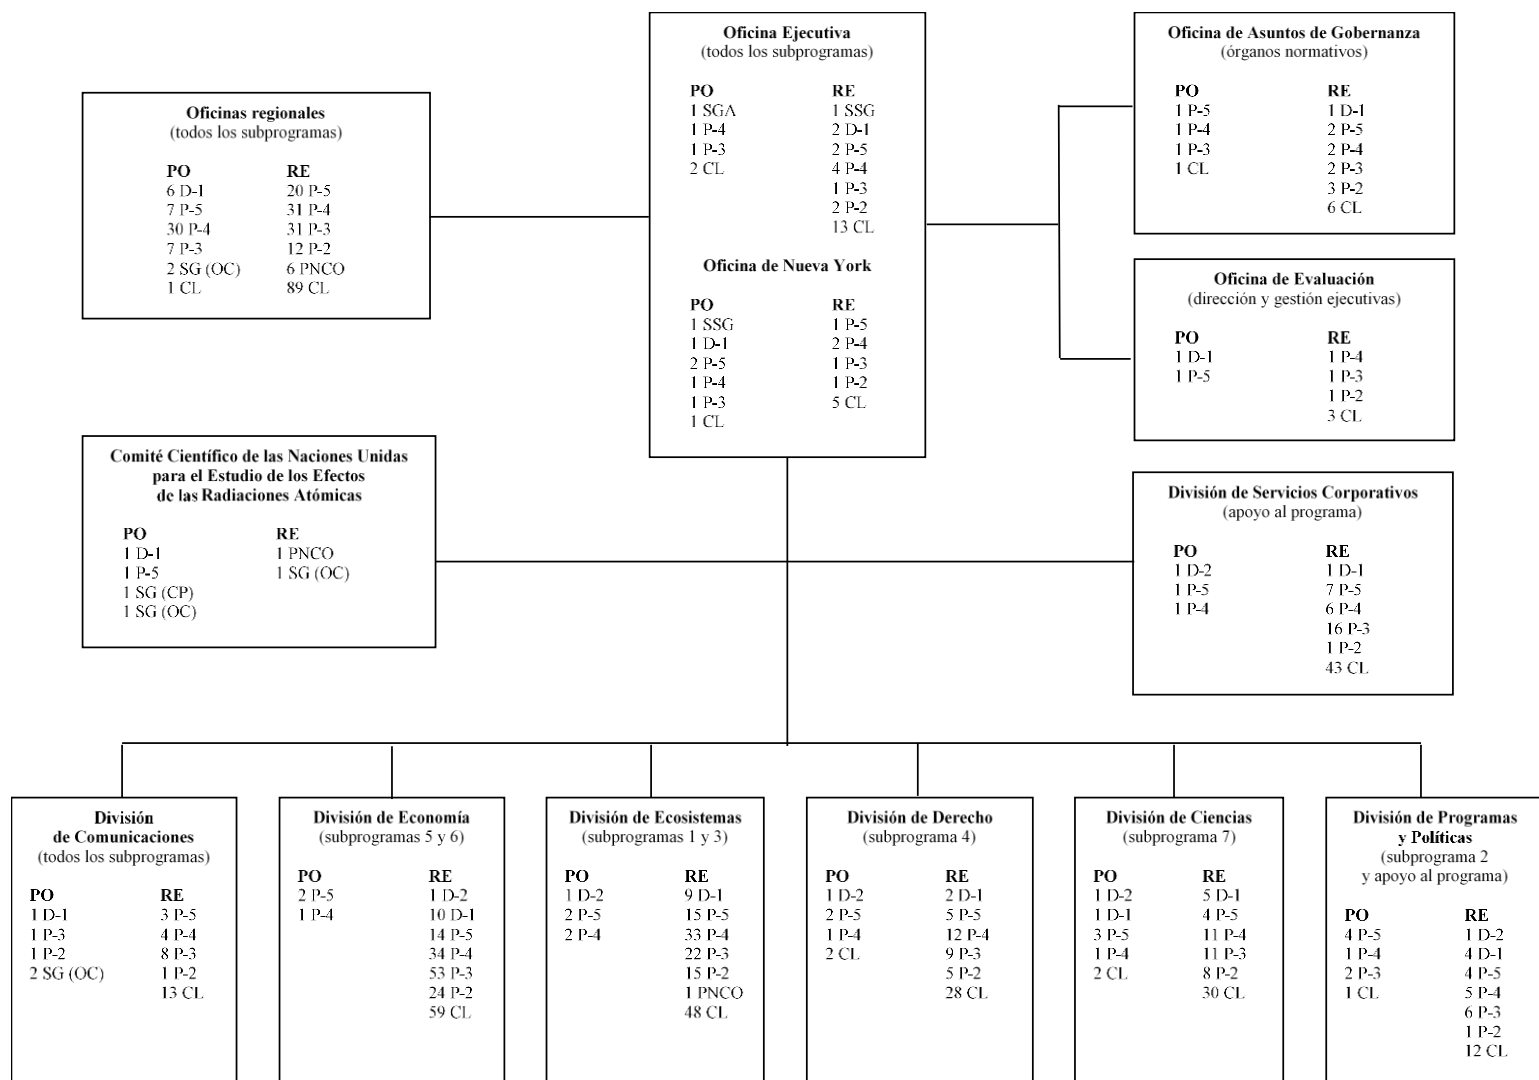 Oficina Ejecutiva
(todos los subprogramas)
PO RE
1 SGA 1 SSG
1 P-4 2 D-1
1 P-3 2 P-5
2 CL 4 P-4
1 P-3
2 P-2
13 CL
Oficina de Nueva York
PO RE
1 SSG 1 P-5
1 D-1 2 P-4
2 P-5 1 P-3
1 P-4 1 P-2
1 P-3 5 CL
1 CL
Oficina de Asuntos de Gobernanza
(órganos normativos)
PO RE
1 P-5 1 D-1
1 P-4 2 P-5
1 P-3 2 P-4
1 CL 2 P-3
3 P-2
6 CL
Oficinas regionales
(todos los subprogramas)
PO RE
6 D-1 20 P-5
7 P-5 31 P-4
30 P-4 31 P-3
7 P-3 12 P-2
2 SG (OC) 6 PNCO
1 CL 89 CL
Oficina de Evaluación
(dirección y gestión ejecutivas)
PO RE
1 D-1 1 P-4
1 P-5 1 P-3
1 P-2
3 CL
Comité Científico de las Naciones Unidas
para el Estudio de los Efectos
de las Radiaciones Atómicas
PO RE
1 D-1 1 PNCO
1 P-5 1 SG (OC)
1 SG (CP)
1 SG (OC)
División de Servicios Corporativos
(apoyo al programa)
PO RE
1 D-2 1 D-1
1 P-5 7 P-5
1 P-4 6 P-4
16 P-3
1 P-2
43 CL
División
de Comunicaciones
(todos los subprogramas)
PO RE
1 D-1 3 P-5
1 P-3 4 P-4
1 P-2 8 P-3
2 SG (OC) 1 P-2
13 CL
División de Economía
(subprogramas 5 y 6)
PO RE
2 P-5 1 D-2
1 P-4 10 D-1
14 P-5
34 P-4
53 P-3
24 P-2
59 CL
División de Ecosistemas
(subprogramas 1 y 3)
PO RE
1 D-2 9 D-1
2 P-5 15 P-5
2 P-4 33 P-4
22 P-3
15 P-2
1 PNCO
48 CL
División de Derecho
(subprograma 4)
PO RE
1 D-2 2 D-1
2 P-5 5 P-5
1 P-4 12 P-4
2 CL 9 P-3
5 P-2
28 CL
División de Ciencias
(subprograma 7)
PO RE
1 D-2 5 D-1
1 D-1 4 P-5
3 P-5 11 P-4
1 P-4 11 P-3
2 CL 8 P-2
30 CL
División de Programas
y Políticas
(subprograma 2
y apoyo al programa)
PO RE
4 P-5 1 D-2
1 P-4 4 D-1
2 P-3 4 P-5
1 CL 5 P-4
6 P-3
1 P-2
12 CL